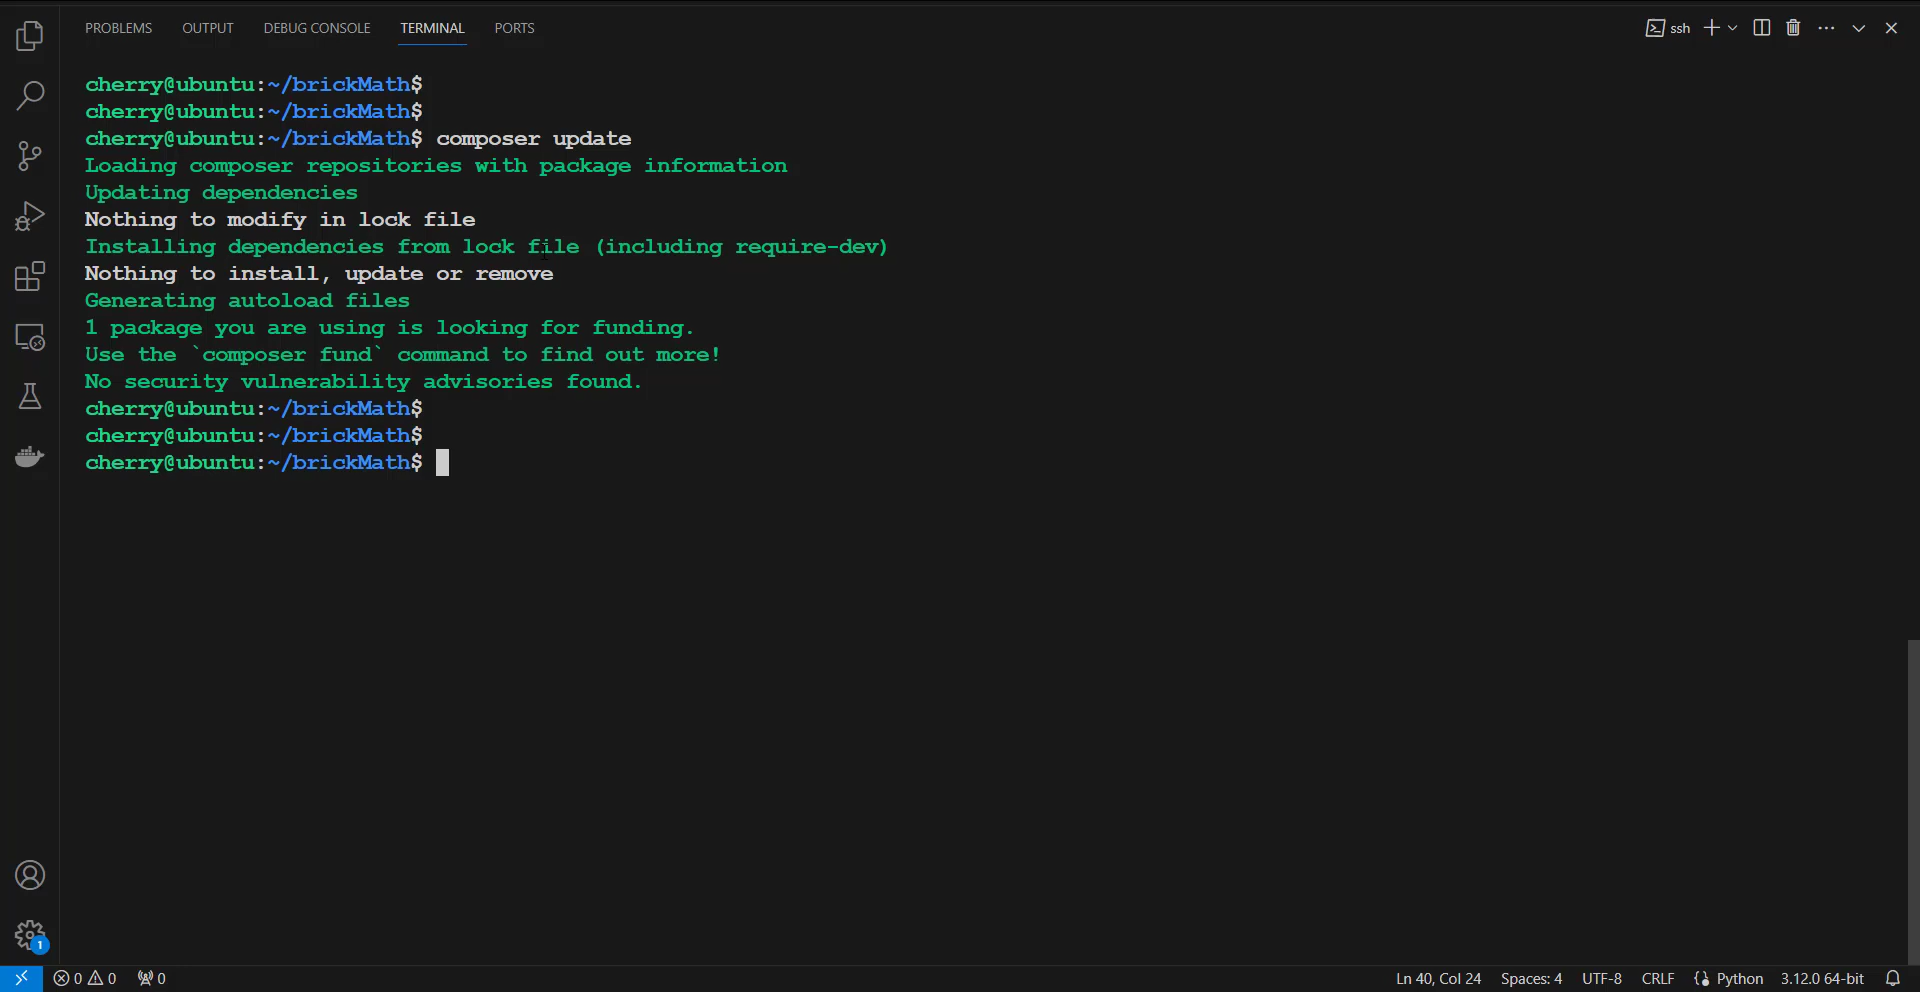 PROBLEMS OUTPUT DEBUG CONSOLE TERMINAL PORTS ssh
cherry@ubuntu:~/brickMath$
cherry@ubuntu:~/brickMath$
cherry@ubuntu:~/brickMath$ composer update
Loading composer repositories with package information
Updating dependencies
Nothing to modify in lock file
Installing dependencies from lock file (including require-dev)
Nothing to install, update or remove
Generating autoload files
1 package you are using is looking for funding.
Use the `composer fund` command to find out more!
No security vulnerability advisories found.
cherry@ubuntu:~/brickMath$
cherry@ubuntu:~/brickMath$
cherry@ubuntu:~/brickMath$
1
0 0 0 Ln 40, Col 24 Spaces: 4 UTF-8 CRLF Python 3.12.0 64-bit